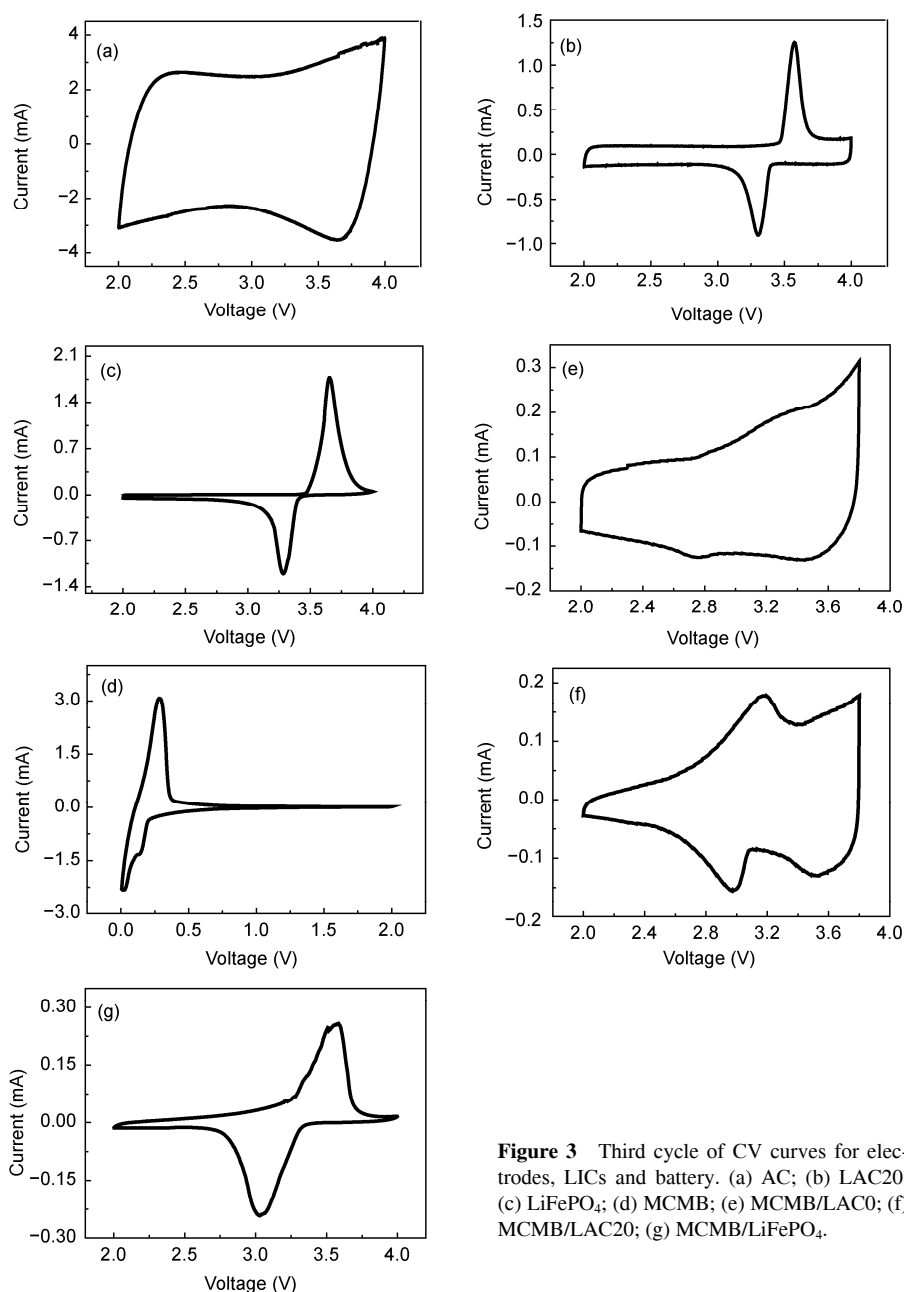 (a)
4
2
0
−2
−4
2.0 2.5 3.0 3.5 4.0
Current (mA)
Voltage (V)
(b)
1.5
1.0
0.5
0.0
−0.5
−1.0
2.0 2.5 3.0 3.5 4.0
Current (mA)
Voltage (V)
(c)
2.1
1.4
0.7
0.0
−0.7
−1.4
2.0 2.5 3.0 3.5 4.0
Current (mA)
Voltage (V)
(e)
0.3
0.2
0.1
0.0
−0.1
−0.2
2.0 2.4 2.8 3.2 3.6 4.0
Current (mA)
Voltage (V)
(d)
3.0
1.5
0.0
−1.5
−3.0
0.0 0.5 1.0 1.5 2.0
Current (mA)
Voltage (V)
(f)
0.2
0.1
0.0
−0.1
−0.2
2.0 2.4 2.8 3.2 3.6 4.0
Current (mA)
Voltage (V)
(g)
0.30
0.15
0.00
−0.15
−0.30
2.0 2.5 3.0 3.5 4.0
Current (mA)
Voltage (V)
Figure 3 Third cycle of CV curves for elec-
trodes, LICs and battery. (a) AC; (b) LAC20
(c) LiFePO₄; (d) MCMB; (e) MCMB/LAC0; (f)
MCMB/LAC20; (g) MCMB/LiFePO₄.